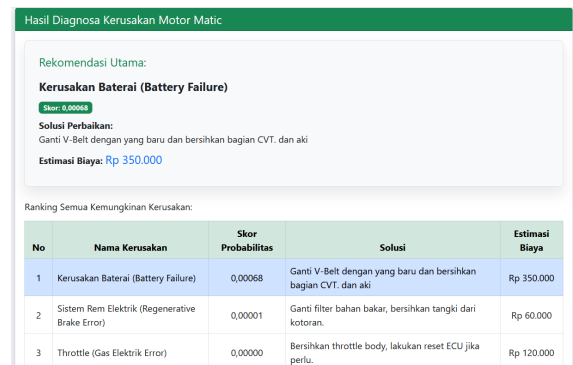 Hasil Diagnosa Kerusakan Motor Matic
Rekomendasi Utama:
Kerusakan Baterai (Battery Failure)
Skor: 0,00068
Solusi Perbaikan:
Ganti V-Belt dengan yang baru dan bersihkan bagian CVT. dan aki
Estimasi Biaya: Rp 350.000
Ranking Semua Kemungkinan Kerusakan:
No Nama Kerusakan Skor Probabilitas Solusi Estimasi Biaya
1 Kerusakan Baterai (Battery Failure) 0,00068 Ganti V-Belt dengan yang baru dan bersihkan bagian CVT. dan aki Rp 350.000
2 Sistem Rem Elektrik (Regenerative Brake Error) 0,00001 Ganti filter bahan bakar, bersihkan tangki dari kotoran. Rp 60.000
3 Throttle (Gas Elektrik Error) 0,00000 Bersihkan throttle body, lakukan reset ECU jika perlu. Rp 120.000